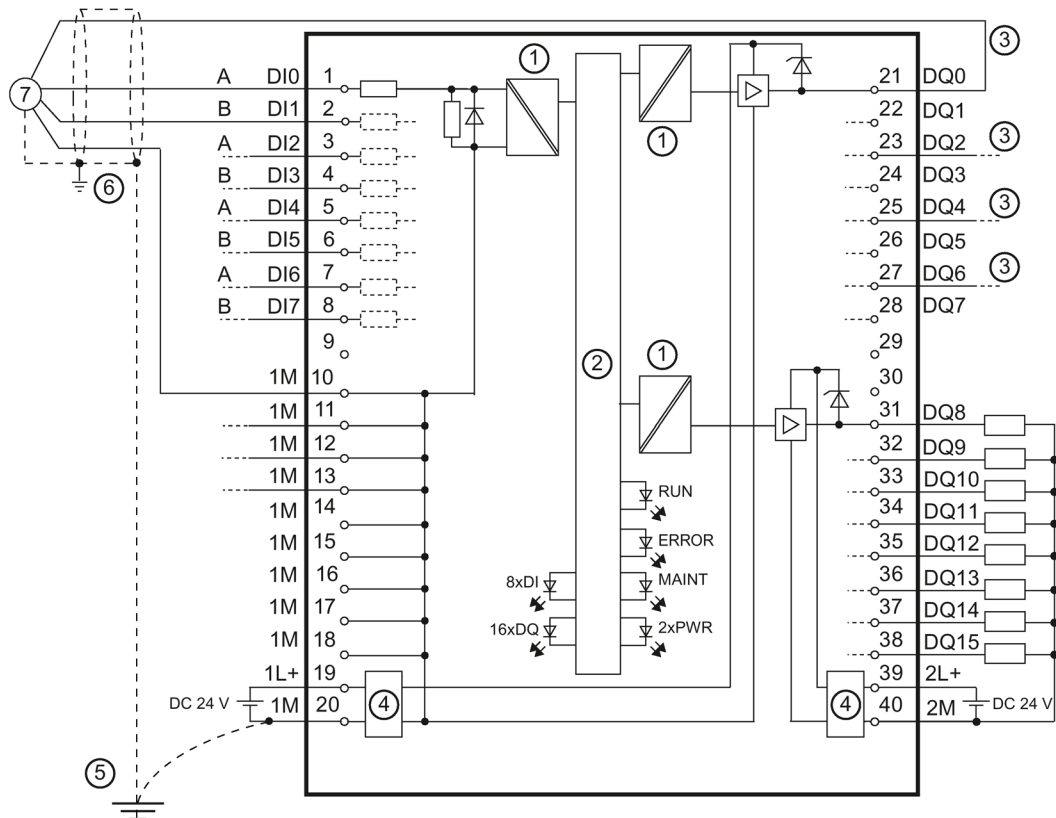 ③
①
7
A DI0 1
21 DQ0
B DI1 2
22 DQ1
①
A DI2 3
23 DQ2 ③
B DI3 4
24 DQ3
⑥
A DI4 5
25 DQ4 ③
B DI5 6
26 DQ5
A DI6 7
27 DQ6 ③
B DI7 8
28 DQ7
9
29
②
①
1M 10
30
1M 11
31 DQ8
1M 12
32 DQ9
1M 13
33 DQ10
RUN
1M 14
34 DQ11
1M 15
ERROR
35 DQ12
1M 16
8xDI
MAINT
36 DQ13
1M 17
37 DQ14
16xDQ
2xPWR
1M 18
38 DQ15
1L+ 19
39 2L+
DC 24 V
1M 20
④
④
40 2M
DC 24 V
⑤